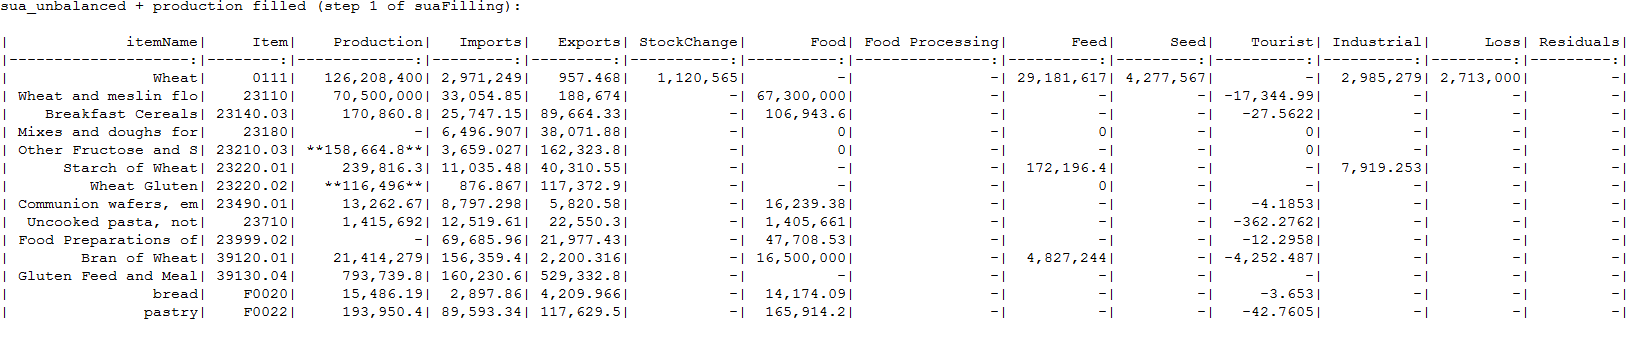 sua_unbalanced + production filled (step 1 of suaFilling):
| itemName| Item| Production| Imports| Exports| StockChange| Food| Food Processing| Feed| Seed| Tourist| Industrial| Loss| Residuals|
|--------------------:|--------:|------------:|---------:|----------:|-----------:|----------:|---------------:|----------:|---------:|----------:|----------:|---------:|---------:|
| Wheat| 0111| 126,208,400| 2,971,249| 957.468| 1,120,565| -| -| 29,181,617| 4,277,567| -| 2,985,279| 2,713,000| -|
| Wheat and meslin flo| 23110| 70,500,000| 33,054.85| 188,674| -| 67,300,000| -| -| -| -17,344.99| -| -| -|
| Breakfast Cereals| 23140.03| 170,860.8| 25,747.15| 89,664.33| -| 106,943.6| -| -| -| -27.5622| -| -| -|
| Mixes and doughs for| 23180| -| 6,496.907| 38,071.88| -| 0| -| 0| -| 0| -| -| -|
| Other Fructose and S| 23210.03| **158,664.8**| 3,659.027| 162,323.8| -| 0| -| -| -| 0| -| -| -|
| Starch of Wheat| 23220.01| 239,816.3| 11,035.48| 40,310.55| -| -| -| 172,196.4| -| -| 7,919.253| -| -|
| Wheat Gluten| 23220.02| **116,496**| 876.867| 117,372.9| -| -| -| 0| -| -| -| -| -|
| Communion wafers, em| 23490.01| 13,262.67| 8,797.298| 5,820.58| -| 16,239.38| -| -| -| -4.1853| -| -| -|
| Uncooked pasta, not| 23710| 1,415,692| 12,519.61| 22,550.3| -| 1,405,661| -| -| -| -362.2762| -| -| -|
| Food Preparations of| 23999.02| -| 69,685.96| 21,977.43| -| 47,708.53| -| -| -| -12.2958| -| -| -|
| Bran of Wheat| 39120.01| 21,414,279| 156,359.4| 2,200.316| -| 16,500,000| -| 4,827,244| -| -4,252.487| -| -| -|
| Gluten Feed and Meal| 39130.04| 793,739.8| 160,230.6| 529,332.8| -| -| -| -| -| -| -| -| -|
| bread| F0020| 15,486.19| 2,897.86| 4,209.966| -| 14,174.09| -| -| -| -3.653| -| -| -|
| pastry| F0022| 193,950.4| 89,593.34| 117,629.5| -| 165,914.2| -| -| -| -42.7605| -| -| -|